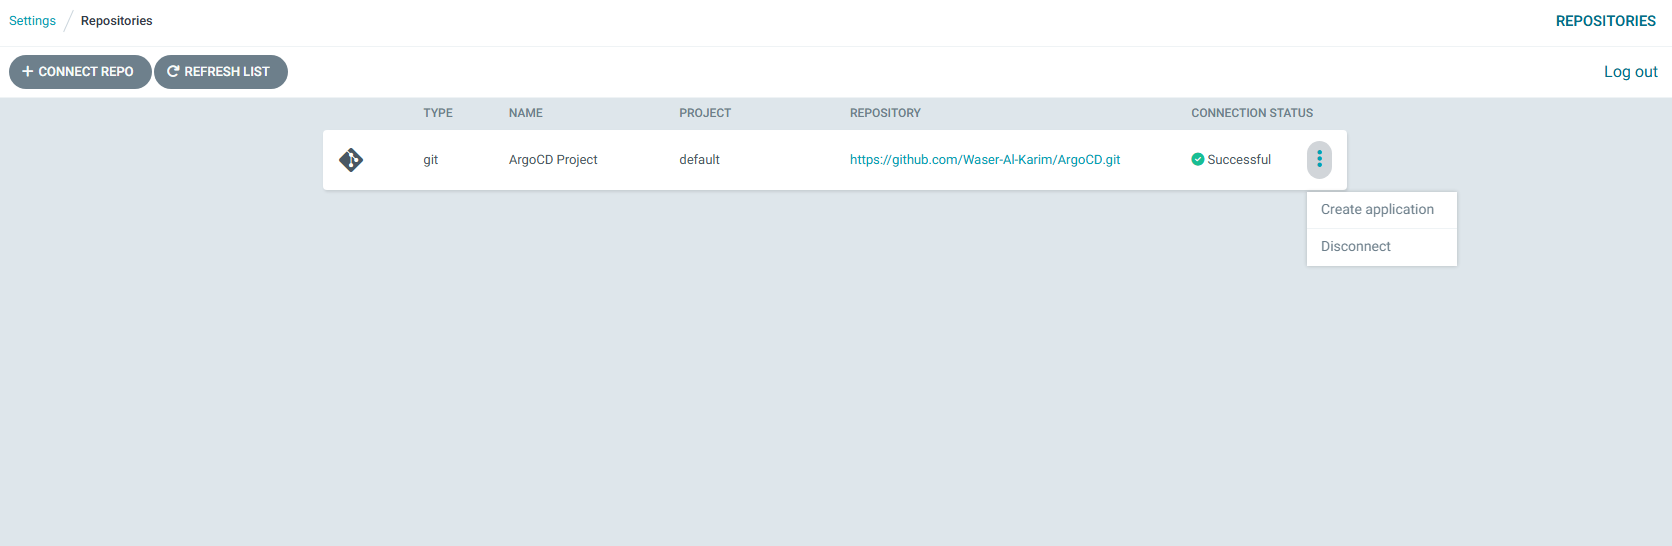 Settings / Repositories
REPOSITORIES
CONNECT REPO
REFRESH LIST
Log out
TYPE NAME PROJECT REPOSITORY CONNECTION STATUS
git ArgoCD Project default https://github.com/Waser-Al-Karim/ArgoCD.git Successful
Create application
Disconnect